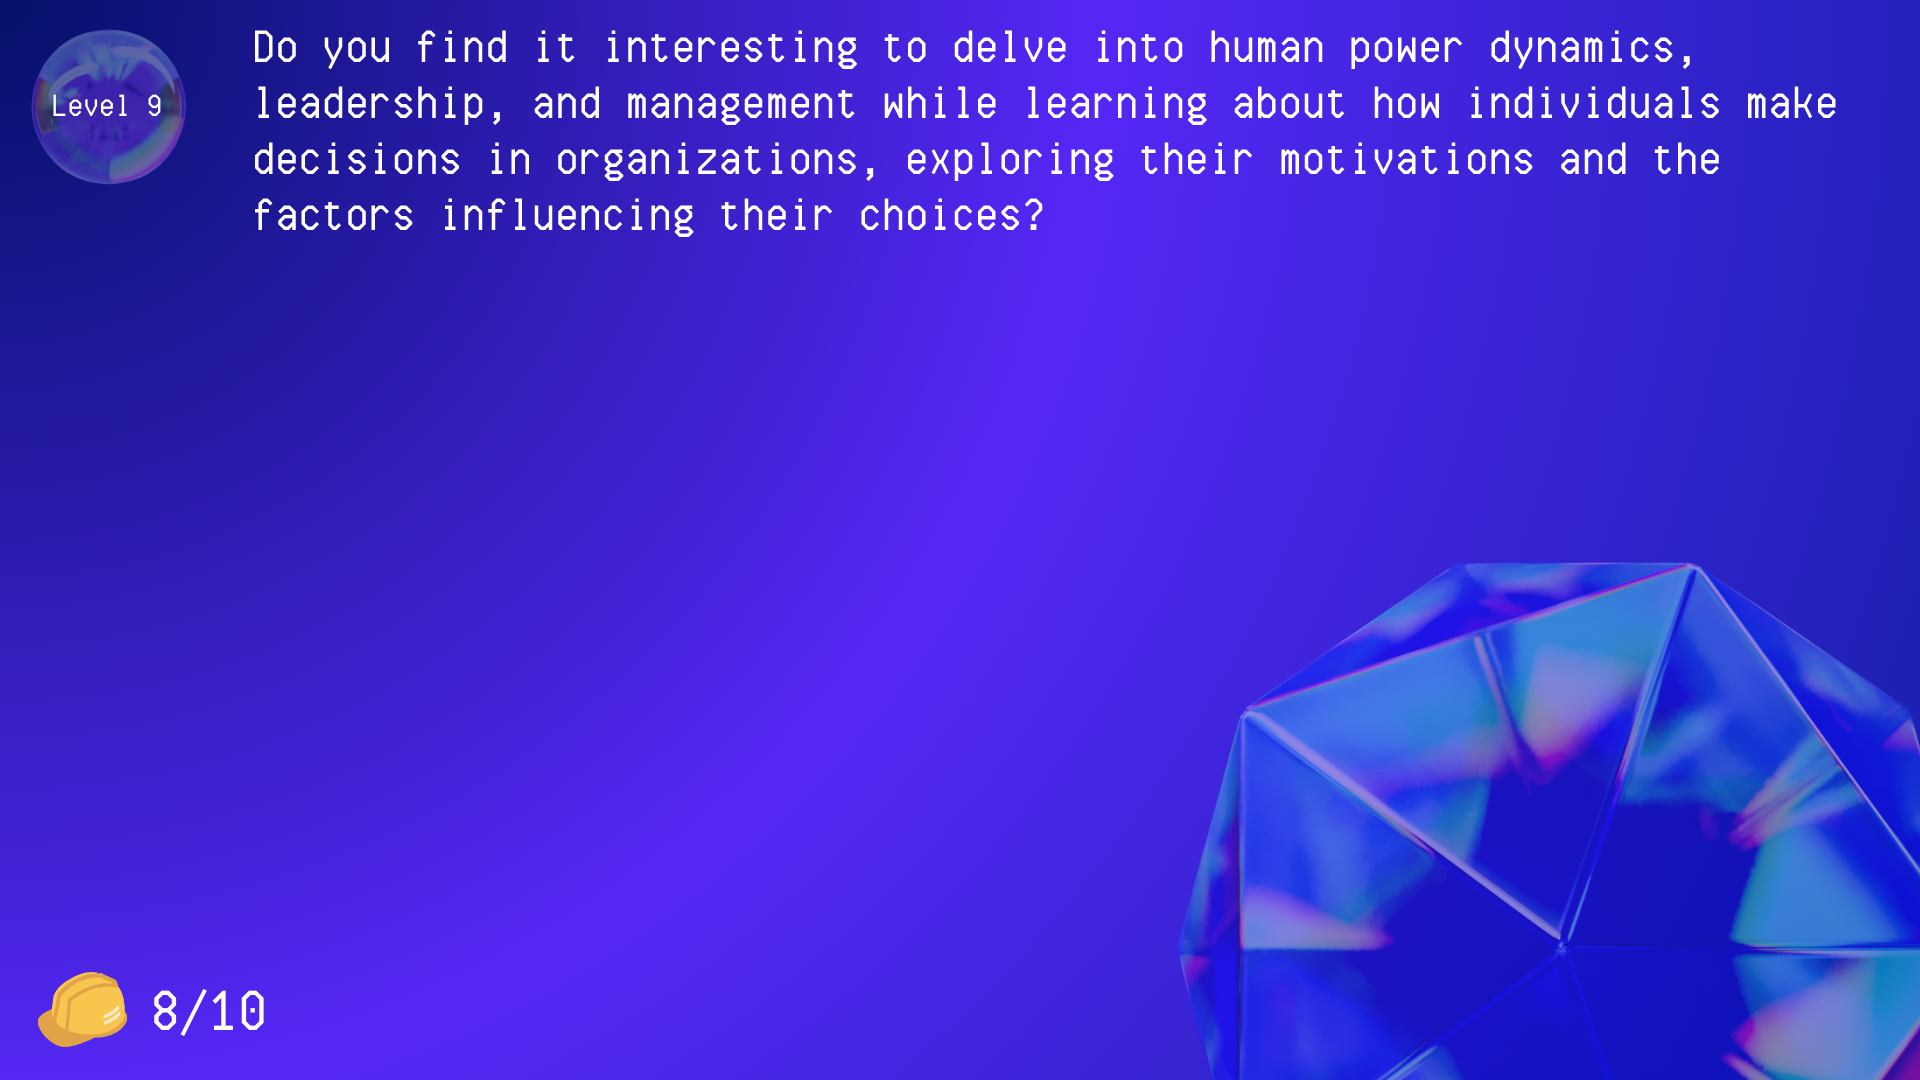 Level 9
Do you find it interesting to delve into human power dynamics,
leadership, and management while learning about how individuals make
decisions in organizations, exploring their motivations and the
factors influencing their choices?
8/10